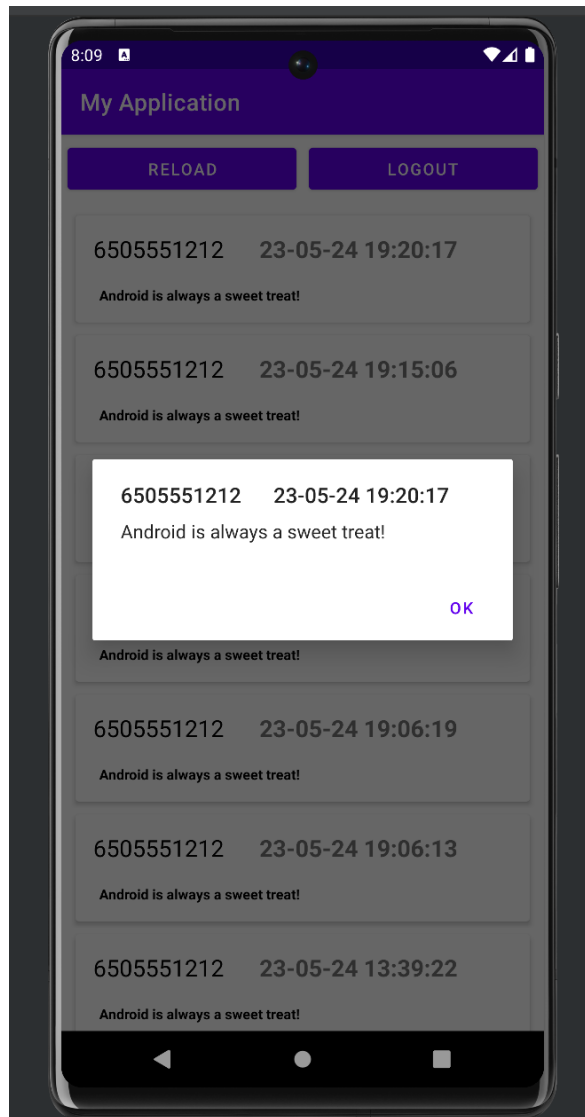 8:09
My Application
RELOAD LOGOUT
6505551212 23-05-24 19:20:17
Android is always a sweet treat!
6505551212 23-05-24 19:15:06
Android is always a sweet treat!
6505551212 23-05-24 19:20:17
Android is always a sweet treat!
OK
Android is always a sweet treat!
6505551212 23-05-24 19:06:19
Android is always a sweet treat!
6505551212 23-05-24 19:06:13
Android is always a sweet treat!
6505551212 23-05-24 13:39:22
Android is always a sweet treat!